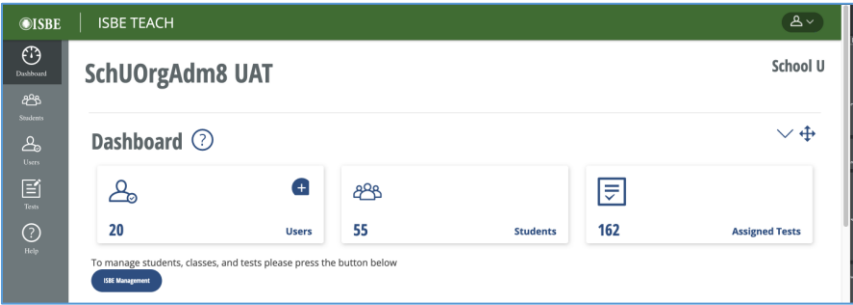 ISBE ISBE TEACH
Dashboard
Students
Users
Tests
Help
SchUOrgAdm8 UAT
School U
Dashboard ?
20 Users
55 Students
162 Assigned Tests
To manage students, classes, and tests please press the button below
ISBE Management